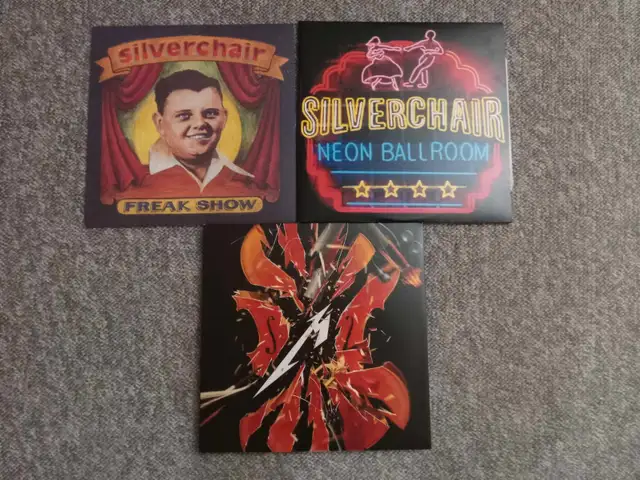 silverchair
FREAK SHOW
SILVERCHAIR
NEON BALLROOM
M